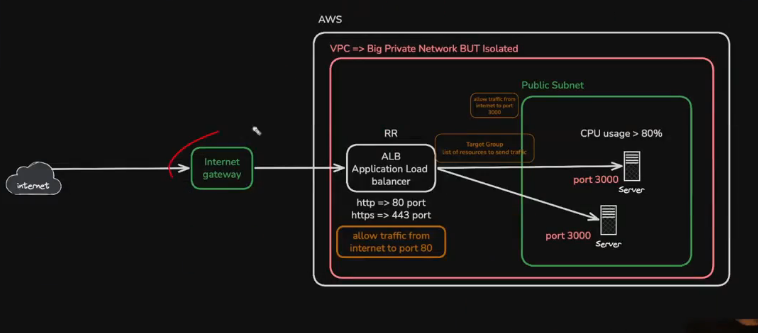 AWS
VPC => Big Private Network BUT Isolated
Public Subnet
allow traffic from
internet to port
3000
CPU usage > 80%
RR
Target Group
list of resources to send traffic
ALB
Application Load
balancer
Internet
gateway
internet
port 3000
Server
http => 80 port
https => 443 port
port 3000
Server
allow traffic from
internet to port 80